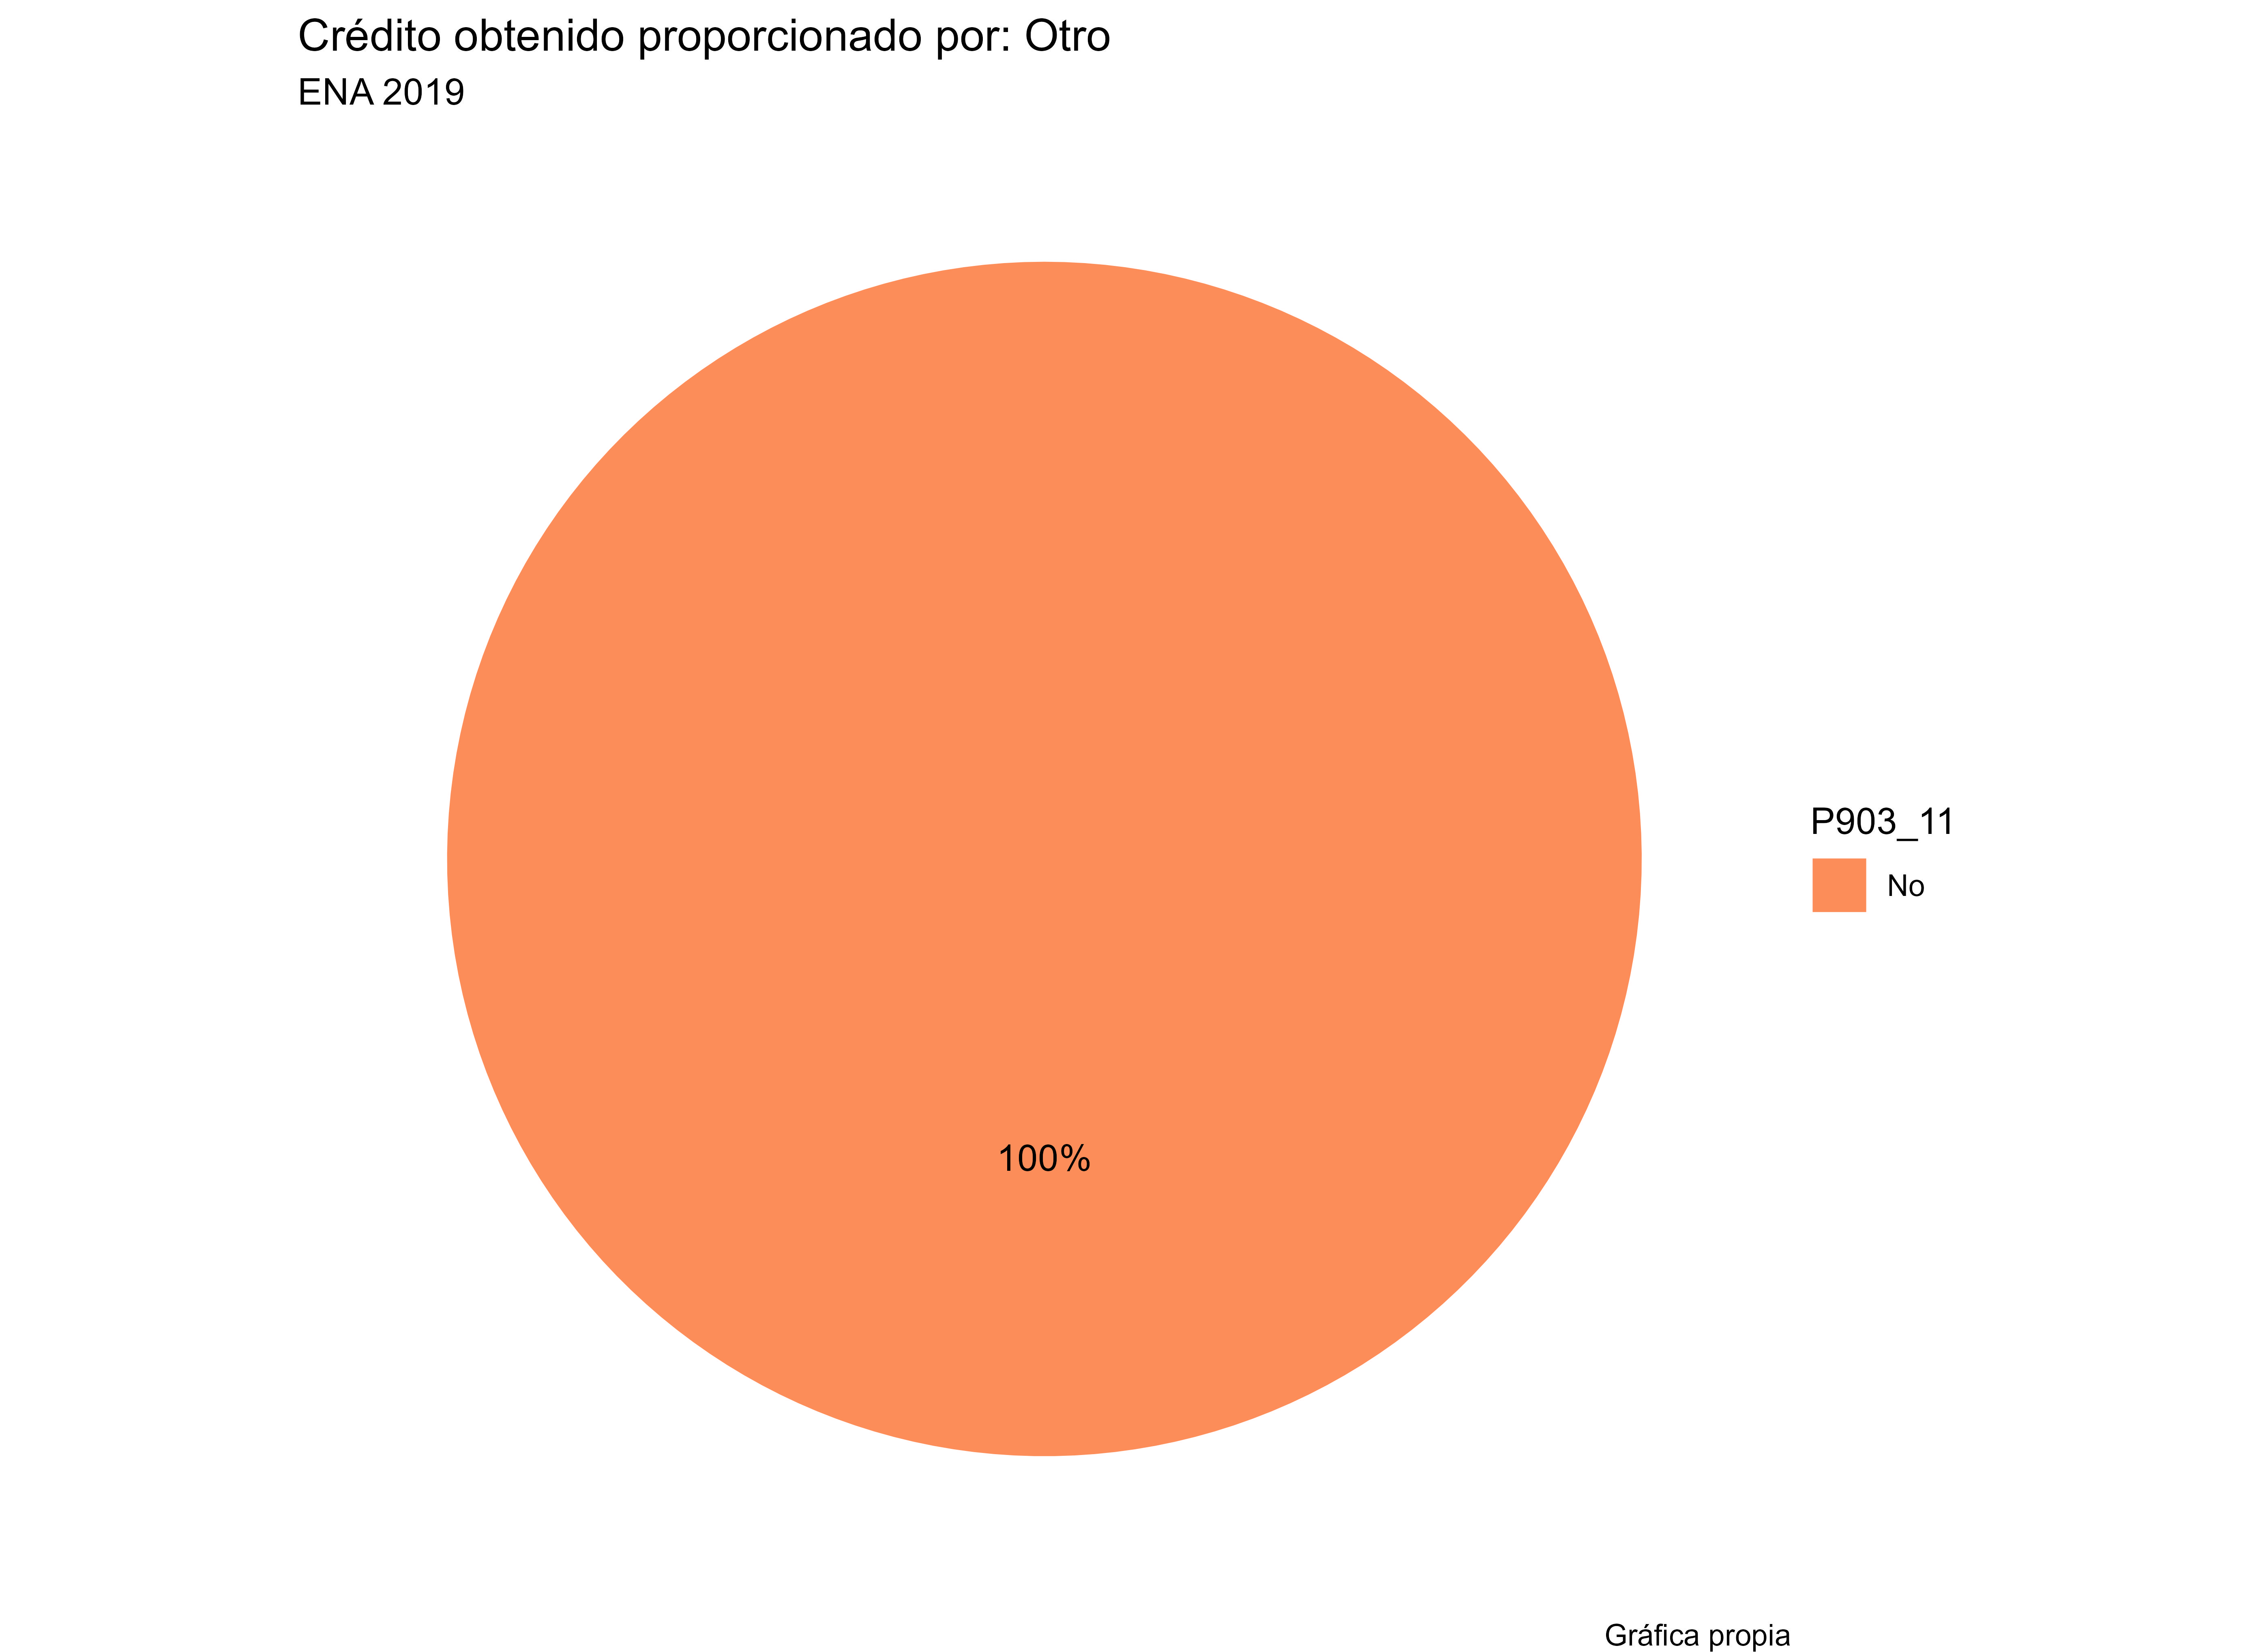 Crédito obtenido proporcionado por: Otro
ENA 2019
P903_11
No
100%
Gráfica propia